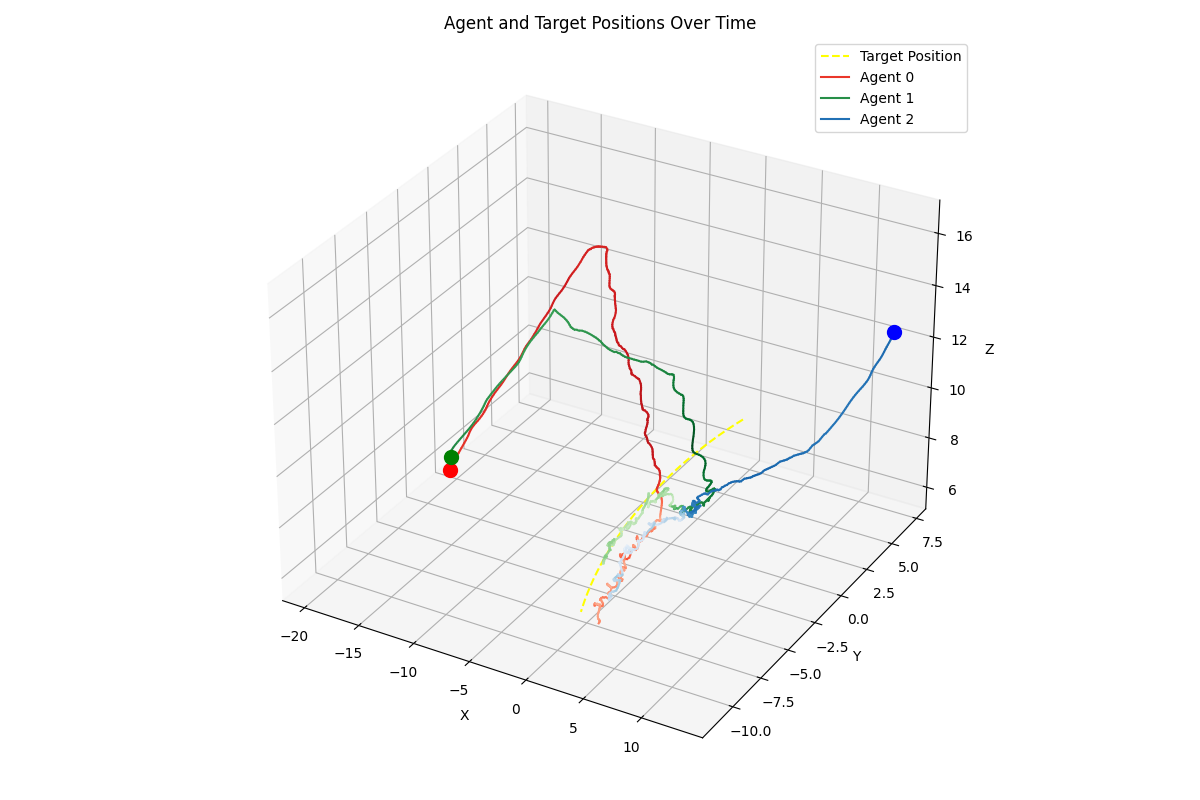 Agent and Target Positions Over Time
Target Position
Agent 0
Agent 1
Agent 2
16
14
12
10
8
6
Z
7.5
5.0
2.5
0.0
−2.5
−5.0
−7.5
−10.0
Y
−20
−15
−10
−5
0
5
10
X